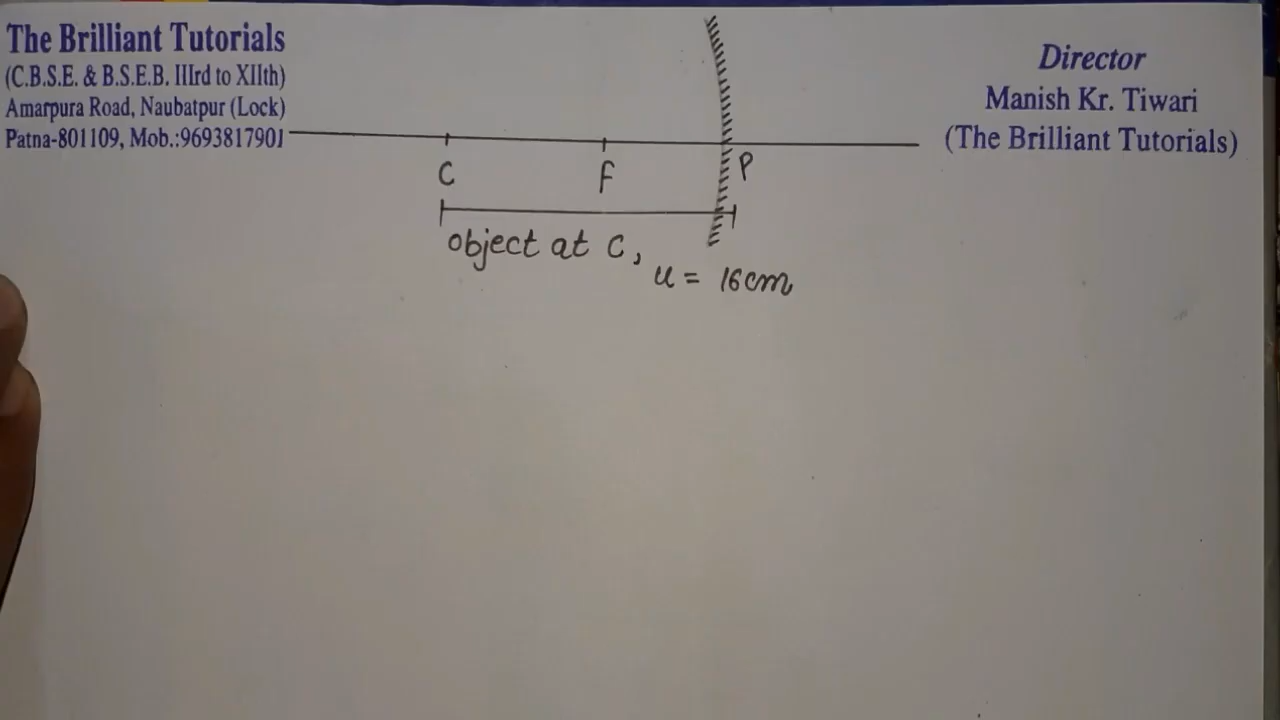 The Brilliant Tutorials
(C.B.S.E. & B.S.E.B. IIIrd to XIIth)
Amarpura Road, Naubatpur (Lock)
Patna-801109, Mob.:9693817901
Director
Manish Kr. Tiwari
(The Brilliant Tutorials)
C F P
object at C,
u = 16cm